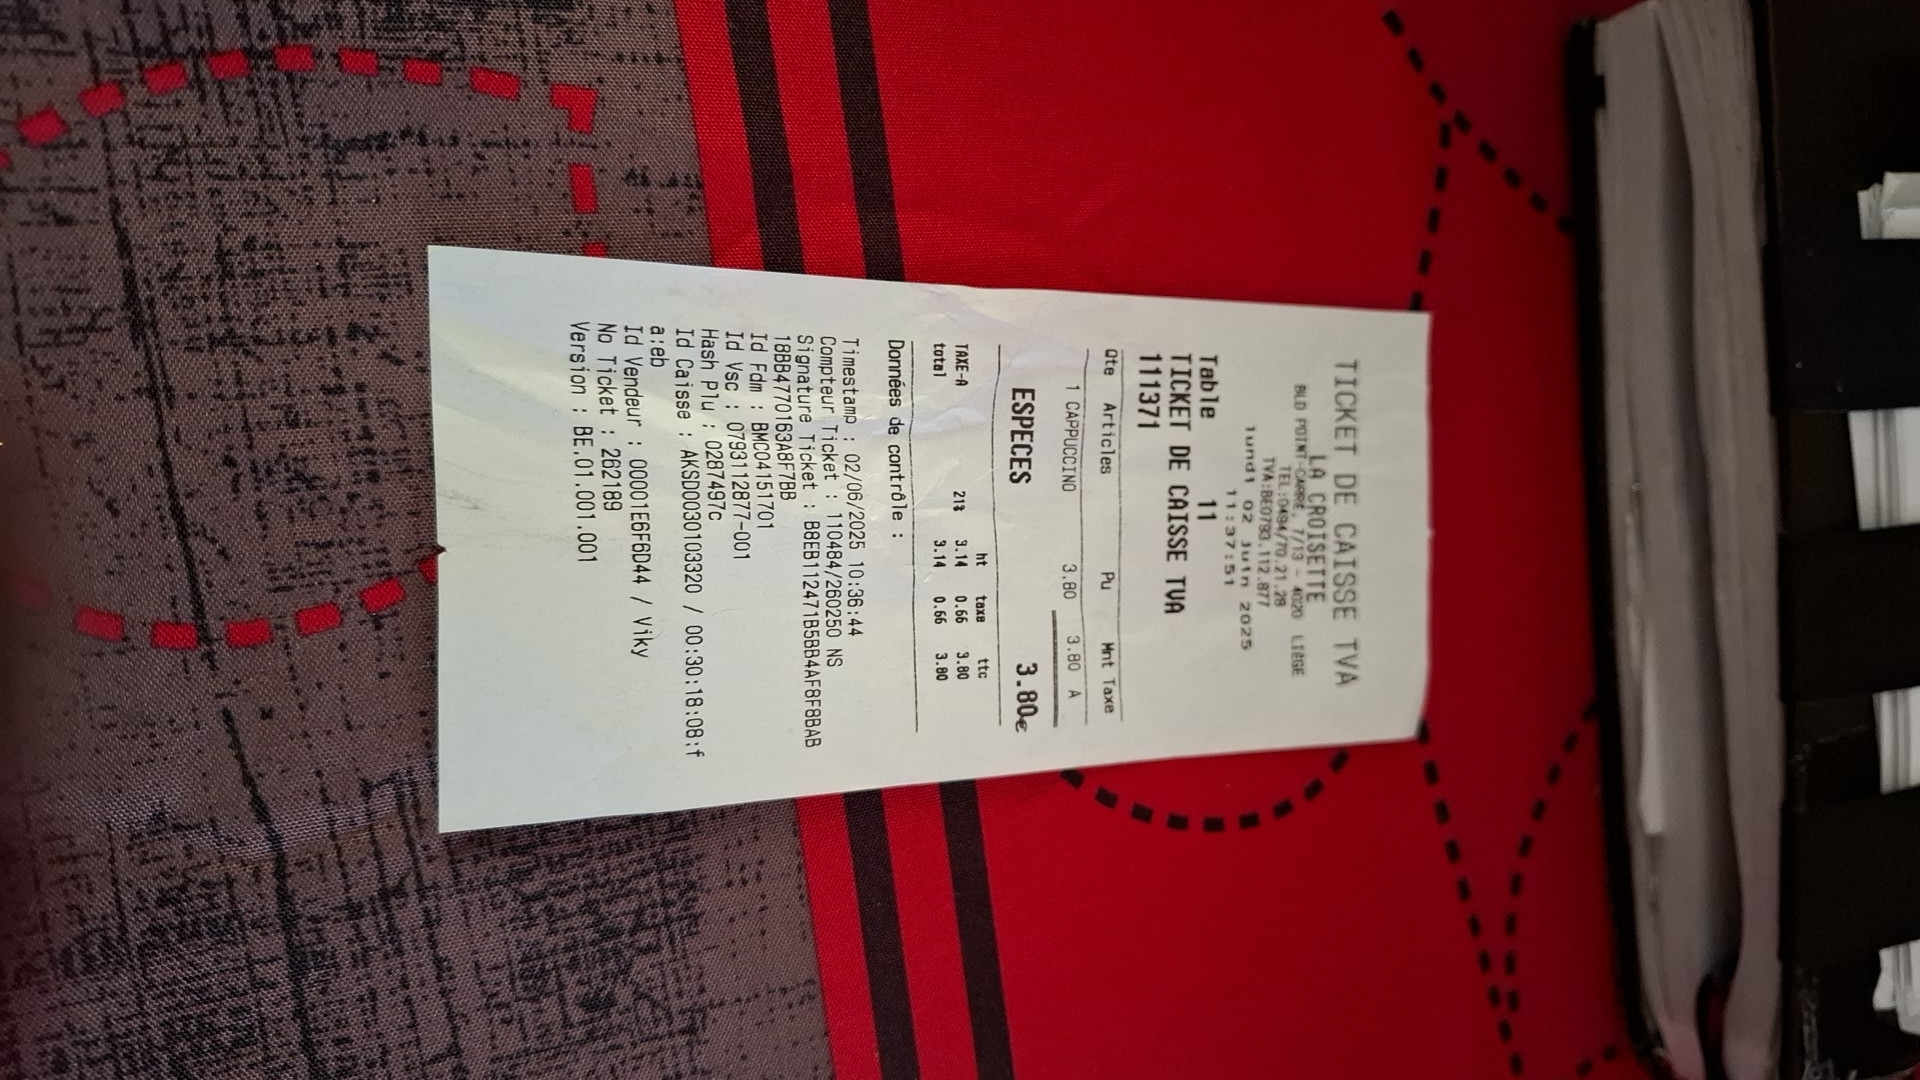 TICKET DE CAISSE TVA
LA CROISETTE
BLD POINT-CARRE, 7/13 - 4020 LIEGE
TEL:0494/70.21.29
TVA:BE0793.112.877
lundi 02 juin 2025
11:37:51
Table 11
TICKET DE CAISSE TVA
111371
Qte Articles Pu Mnt Taxe
1 CAPPUCCINO 3.80 3.80 A
ESPECES 3.80€
ht taxe ttc
TAXE-A 21% 3.14 0.66 3.80
total 3.14 0.66 3.80
Données de contrôle :
Timestamp : 02/06/2025 10:36:44
Compteur Ticket : 110484/260250 NS
Signature Ticket : B8EB112471B5BB4AF8F8BAB
18BB4770163A8F7BB
Id Fdm : BMC04151701
Id Vsc : 0793112877-001
Hash Plu : 0287497c
Id Caisse : AKSD0030103320 / 00:30:18:08:f
a:eb
Id Vendeur : 00001E6F6D44 / Viky
No Ticket : 262189
Version : BE.01.001.001